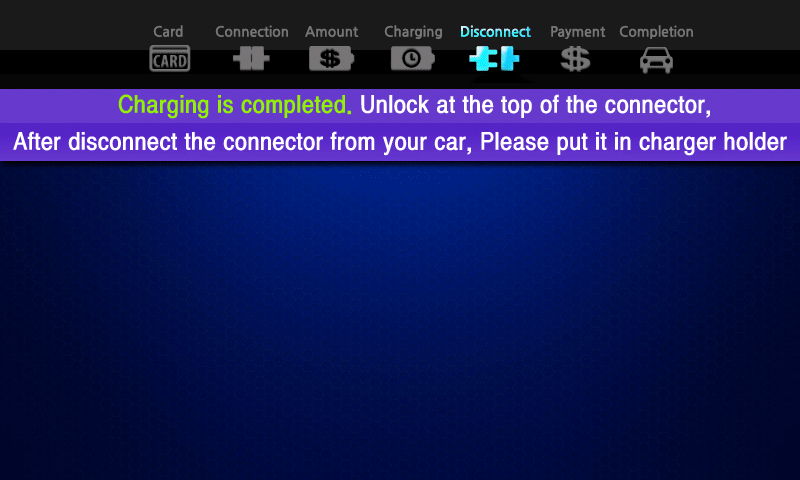 Card Connection Amount Charging Disconnect Payment Completion
CARD
Charging is completed. Unlock at the top of the connector,
After disconnect the connector from your car, Please put it in charger holder